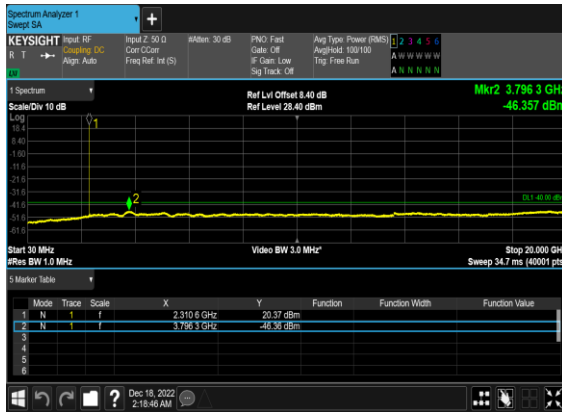 Spectrum Analyzer 1
Swept SA
+
KEYSIGHT Input: RF Input Z: 50 Ω #Atten: 30 dB PNO: Fast Avg Type: Power (RMS) 1 2 3 4 5 6
R T Coupling: DC Corr CCorr Gate: Off Avg|Hold: 100/100 A W W W W W
Align: Auto Freq Ref: Int (S) IF Gain: Low Trig: Free Run
Sig Track: Off A N N N N N
LXI
1 Spectrum
Scale/Div 10 dB
Ref Lvl Offset 8.40 dB
Ref Level 28.40 dBm
Mkr2 3.796 3 GHz
-46.357 dBm
Log
18.4
8.40
-1.60
-11.6
-21.6
-31.6
-41.6
-51.6
-61.6
1
2
DL1 -40.00 dBm
Start 30 MHz Video BW 3.0 MHz* Stop 20.000 GHz
#Res BW 1.0 MHz Sweep 34.7 ms (40001 pts)
5 Marker Table
Mode Trace Scale X Y Function Function Width Function Value
1 N 1 f 2.310 6 GHz 20.37 dBm
2 N 1 f 3.796 3 GHz -46.36 dBm
3
4
5
6
? Dec 18, 2022
2:18:46 AM